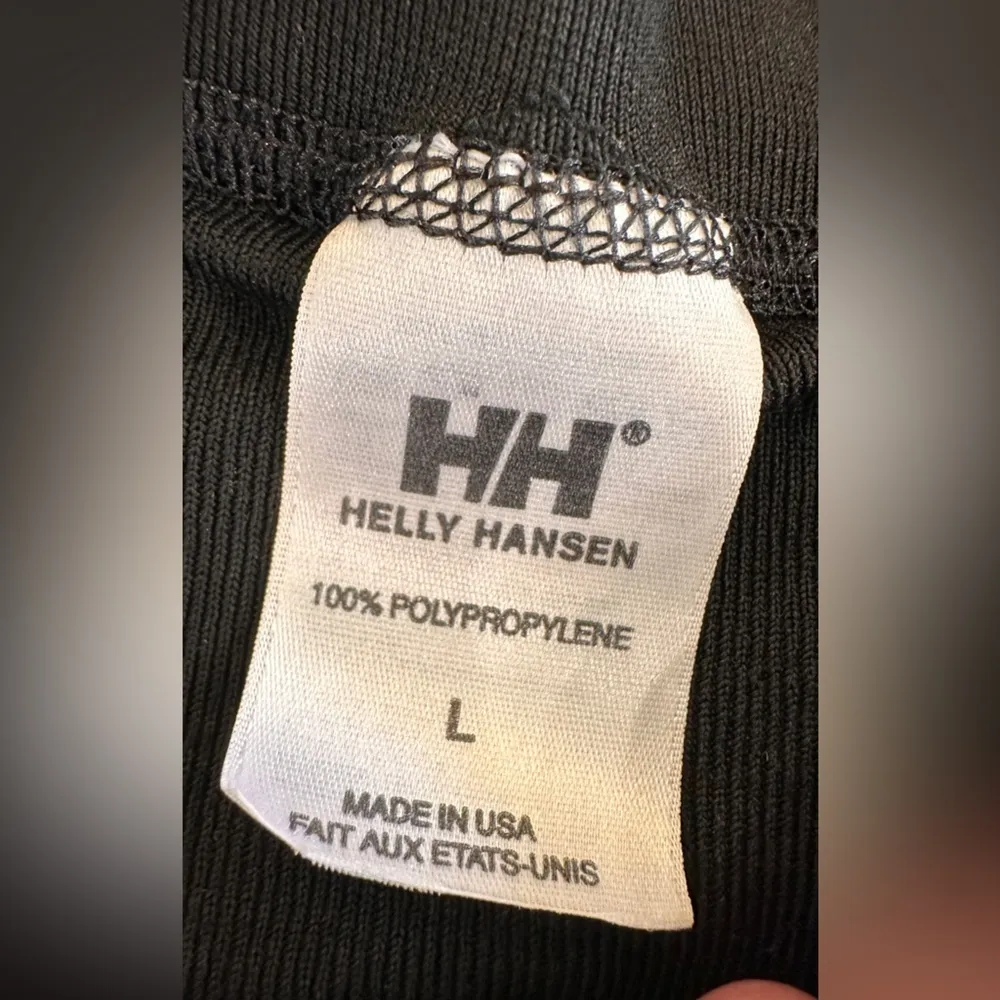 HH®
HELLY HANSEN
100% POLYPROPYLENE
L
MADE IN USA
FAIT AUX ETATS-UNIS